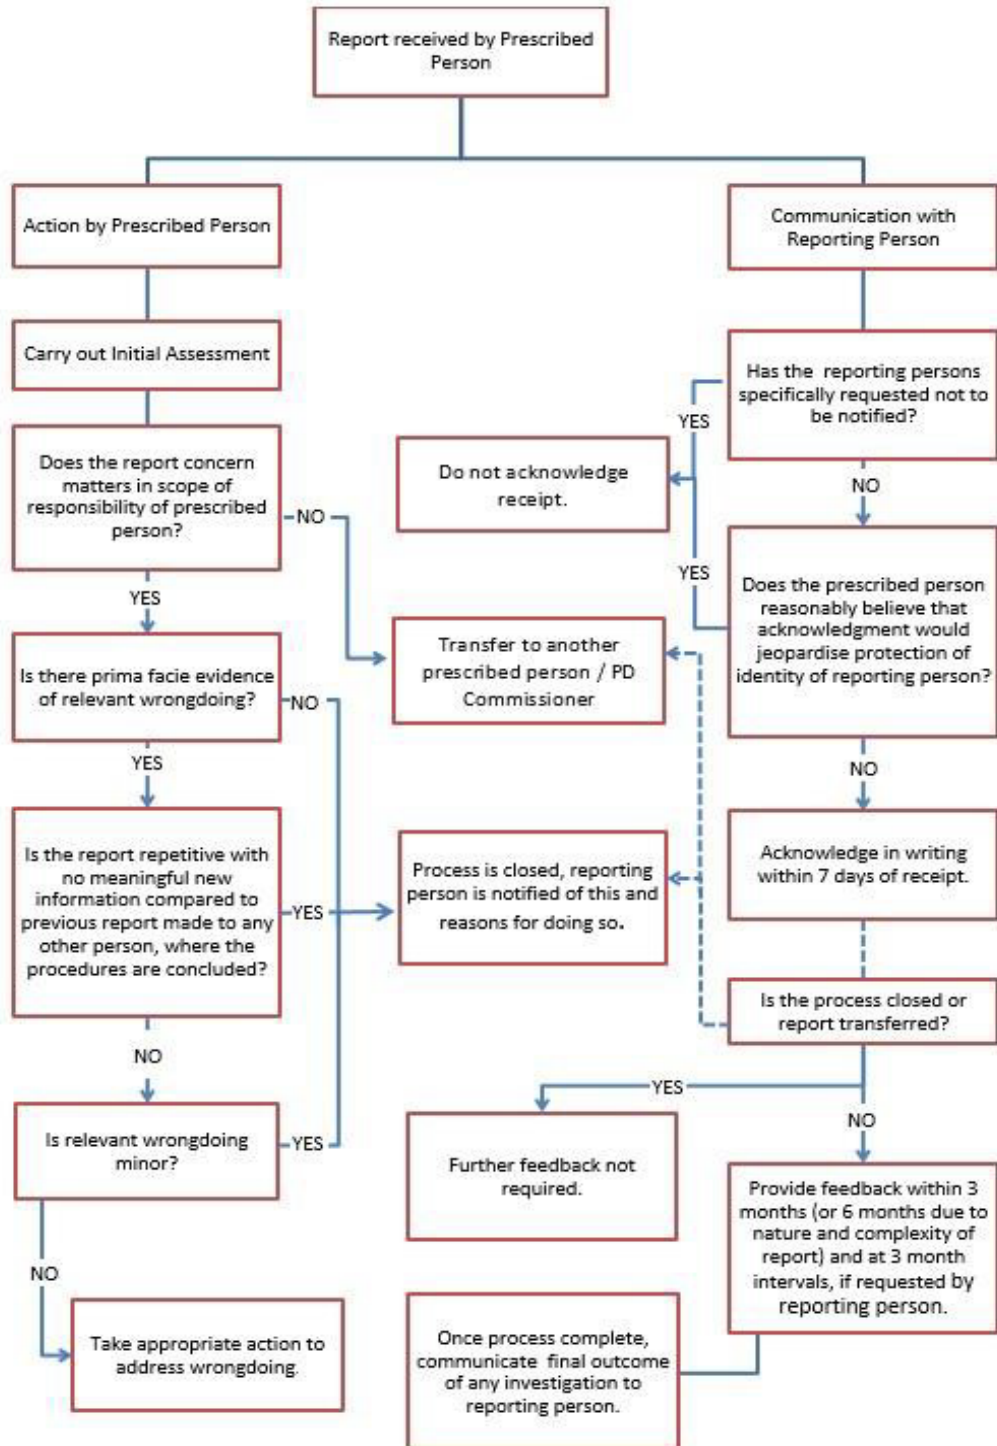 Report received by Prescribed
Person
Action by Prescribed Person
Communication with
Reporting Person
Carry out Initial Assessment
Has the reporting persons
specifically requested not to
be notified?
YES
Do not acknowledge
receipt.
NO
Does the report concern
matters in scope of
responsibility of prescribed
person?
NO
YES
YES
Does the prescribed person
reasonably believe that
acknowledgment would
jeopardise protection of
identity of reporting person?
Transfer to another
prescribed person / PD
Commissioner
Is there prima facie evidence
of relevant wrongdoing?
NO
YES
NO
Is the report repetitive with
no meaningful new
information compared to
previous report made to any
other person, where the
procedures are concluded?
YES
Process is closed, reporting
person is notified of this and
reasons for doing so.
Acknowledge in writing
within 7 days of receipt.
Is the process closed or
report transferred?
NO
YES
NO
Is relevant wrongdoing
minor?
YES
Further feedback not
required.
Provide feedback within 3
months (or 6 months due to
nature and complexity of
report) and at 3 month
intervals, if requested by
reporting person.
NO
Take appropriate action to
address wrongdoing.
Once process complete,
communicate final outcome
of any investigation to
reporting person.